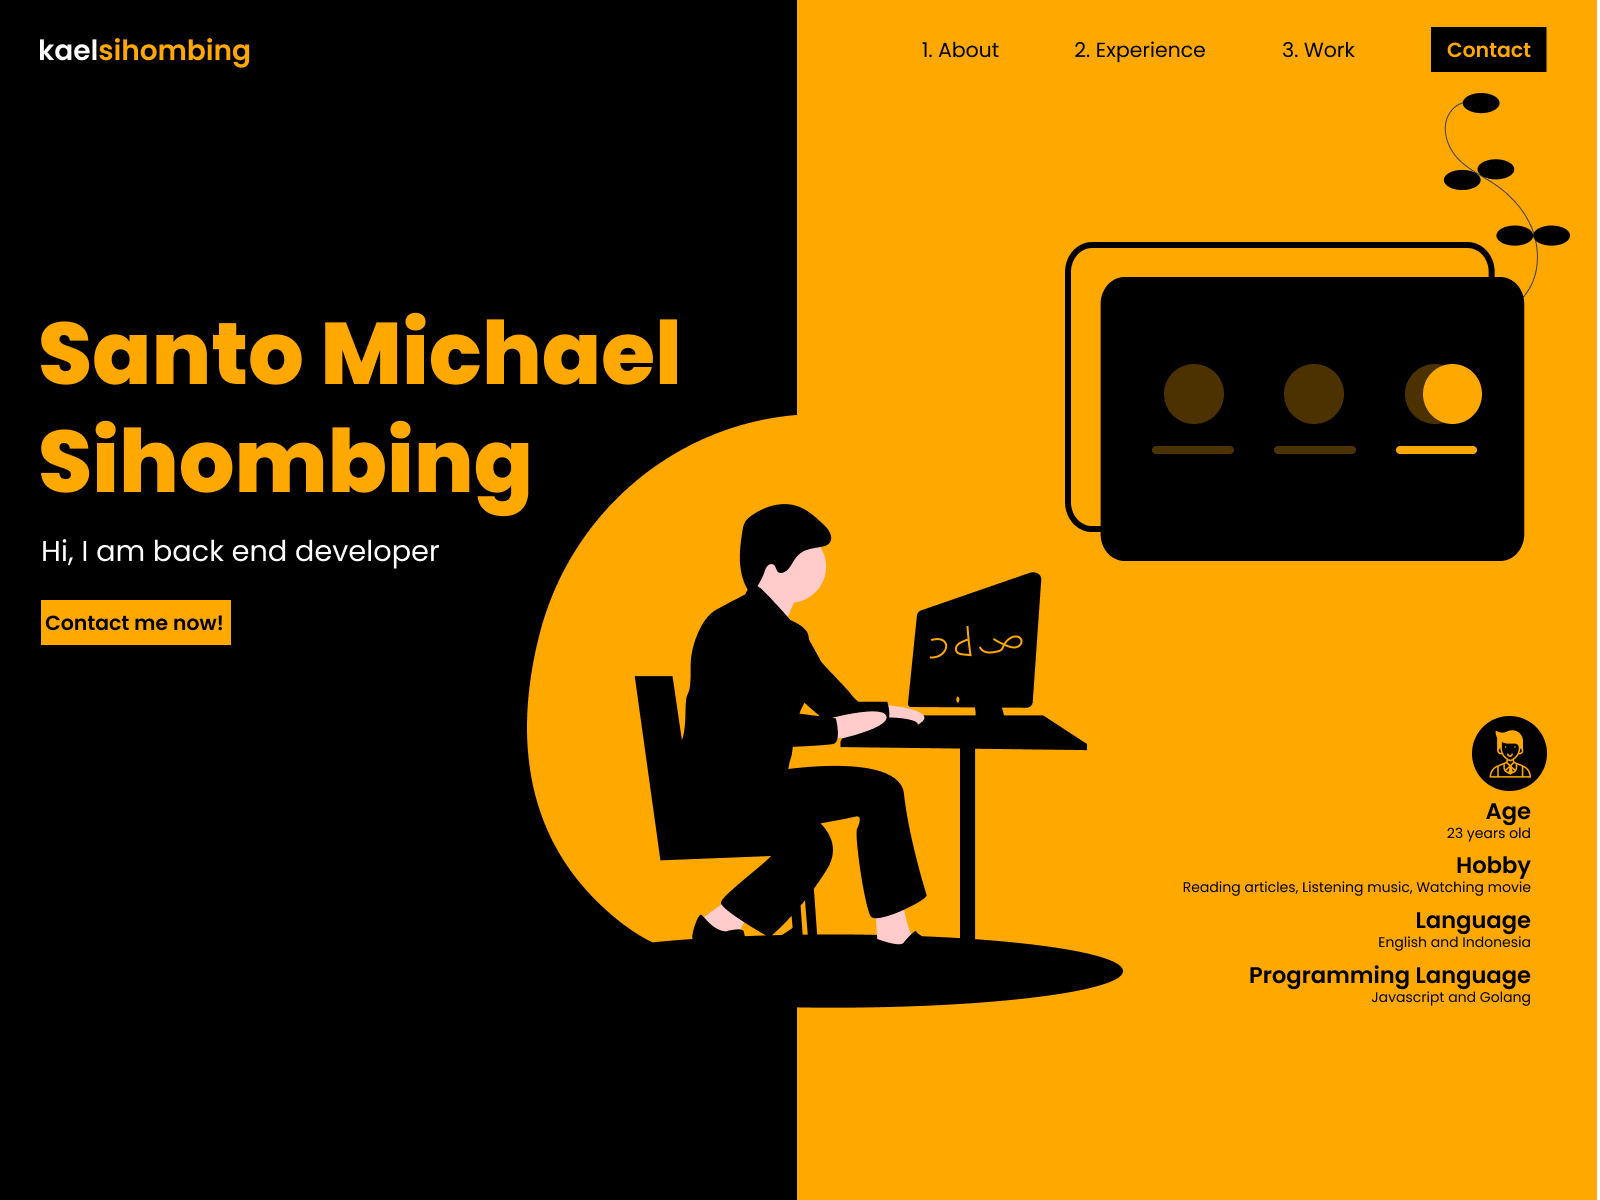 kaelsihombing
1. About
2. Experience
3. Work
Contact
Santo Michael
Sihombing
Hi, I am back end developer
Contact me now!
Age
23 years old
Hobby
Reading articles, Listening music, Watching movie
Language
English and Indonesia
Programming Language
Javascript and Golang